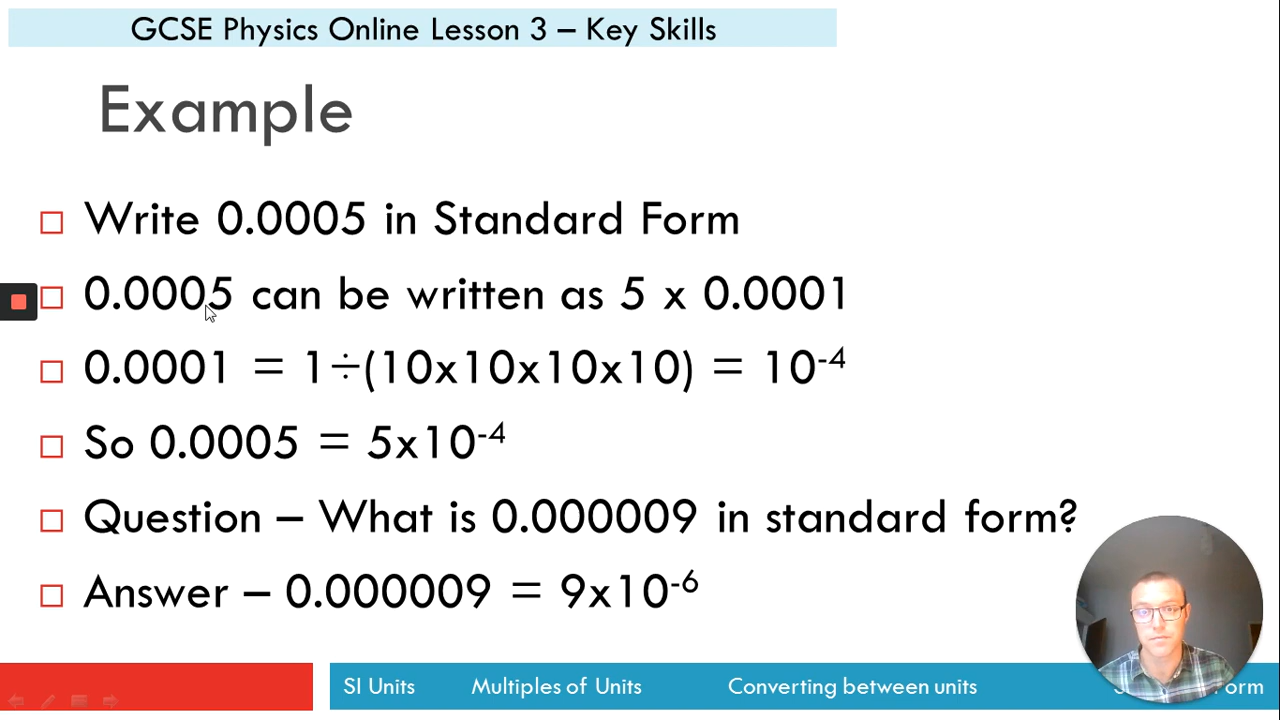 GCSE Physics Online Lesson 3 – Key Skills
Example
Write 0.0005 in Standard Form
0.0005 can be written as 5 x 0.0001
0.0001 = 1÷(10x10x10x10) = 10⁻⁴
So 0.0005 = 5x10⁻⁴
Question – What is 0.000009 in standard form?
Answer – 0.000009 = 9x10⁻⁶
SI Units Multiples of Units Converting between units Form